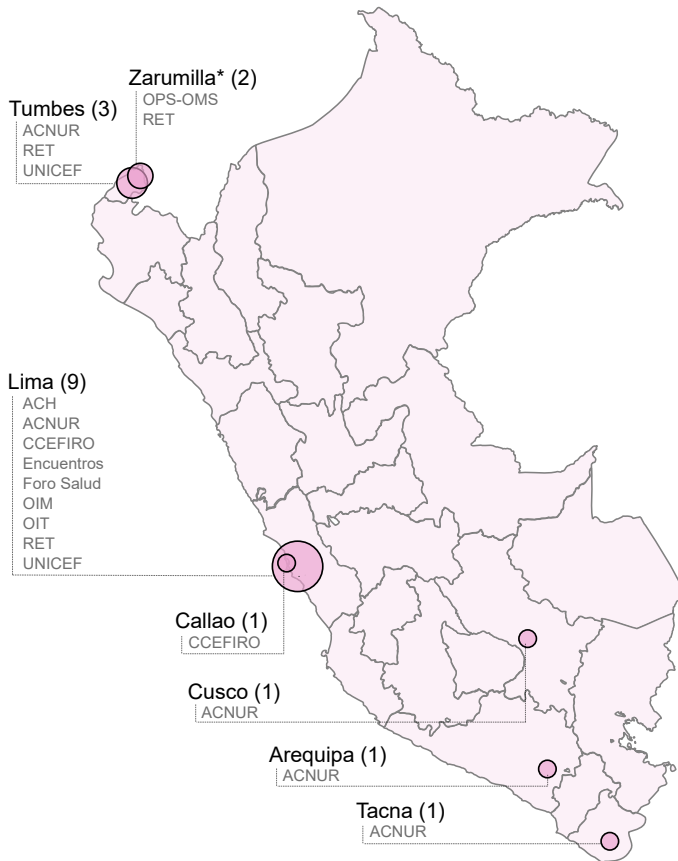 Zarumilla* (2)
OPS-OMS
RET
Tumbes (3)
ACNUR
RET
UNICEF
Lima (9)
ACH
ACNUR
CCEFIRO
Encuentros
Foro Salud
OIM
OIT
RET
UNICEF
Callao (1)
CCEFIRO
Cusco (1)
ACNUR
Arequipa (1)
ACNUR
Tacna (1)
ACNUR